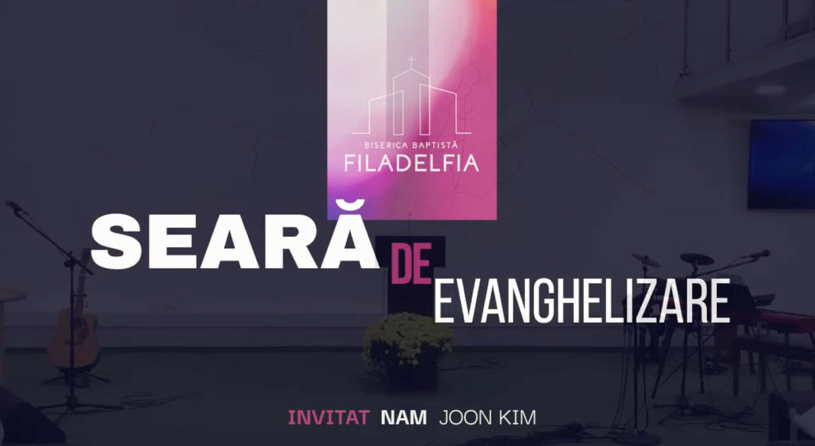 BISERICA BAPTISTĂ
FILADELFIA
SEARĂ
DE
EVANGHELIZARE
INVITAT NAM JOON KIM